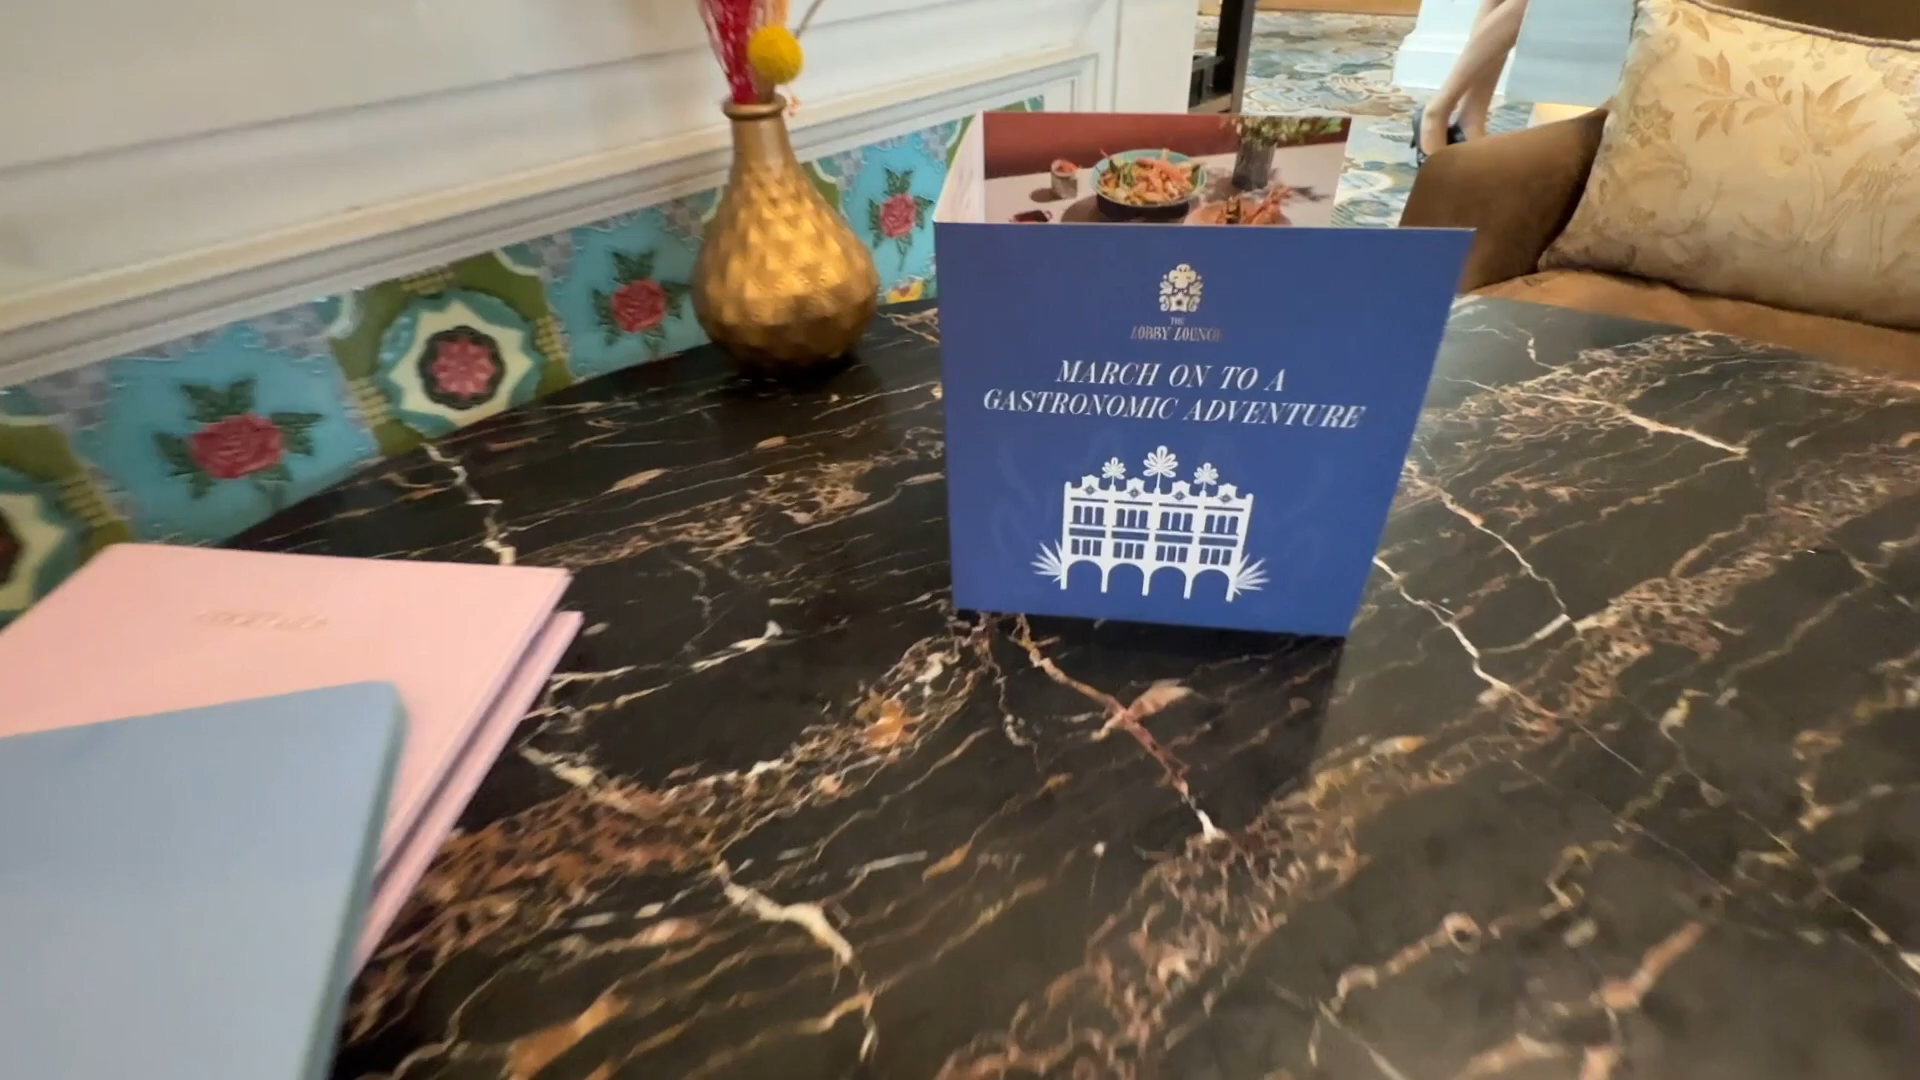 THE
LOBBY LOUNGE
MARCH ON TO A
GASTRONOMIC ADVENTURE